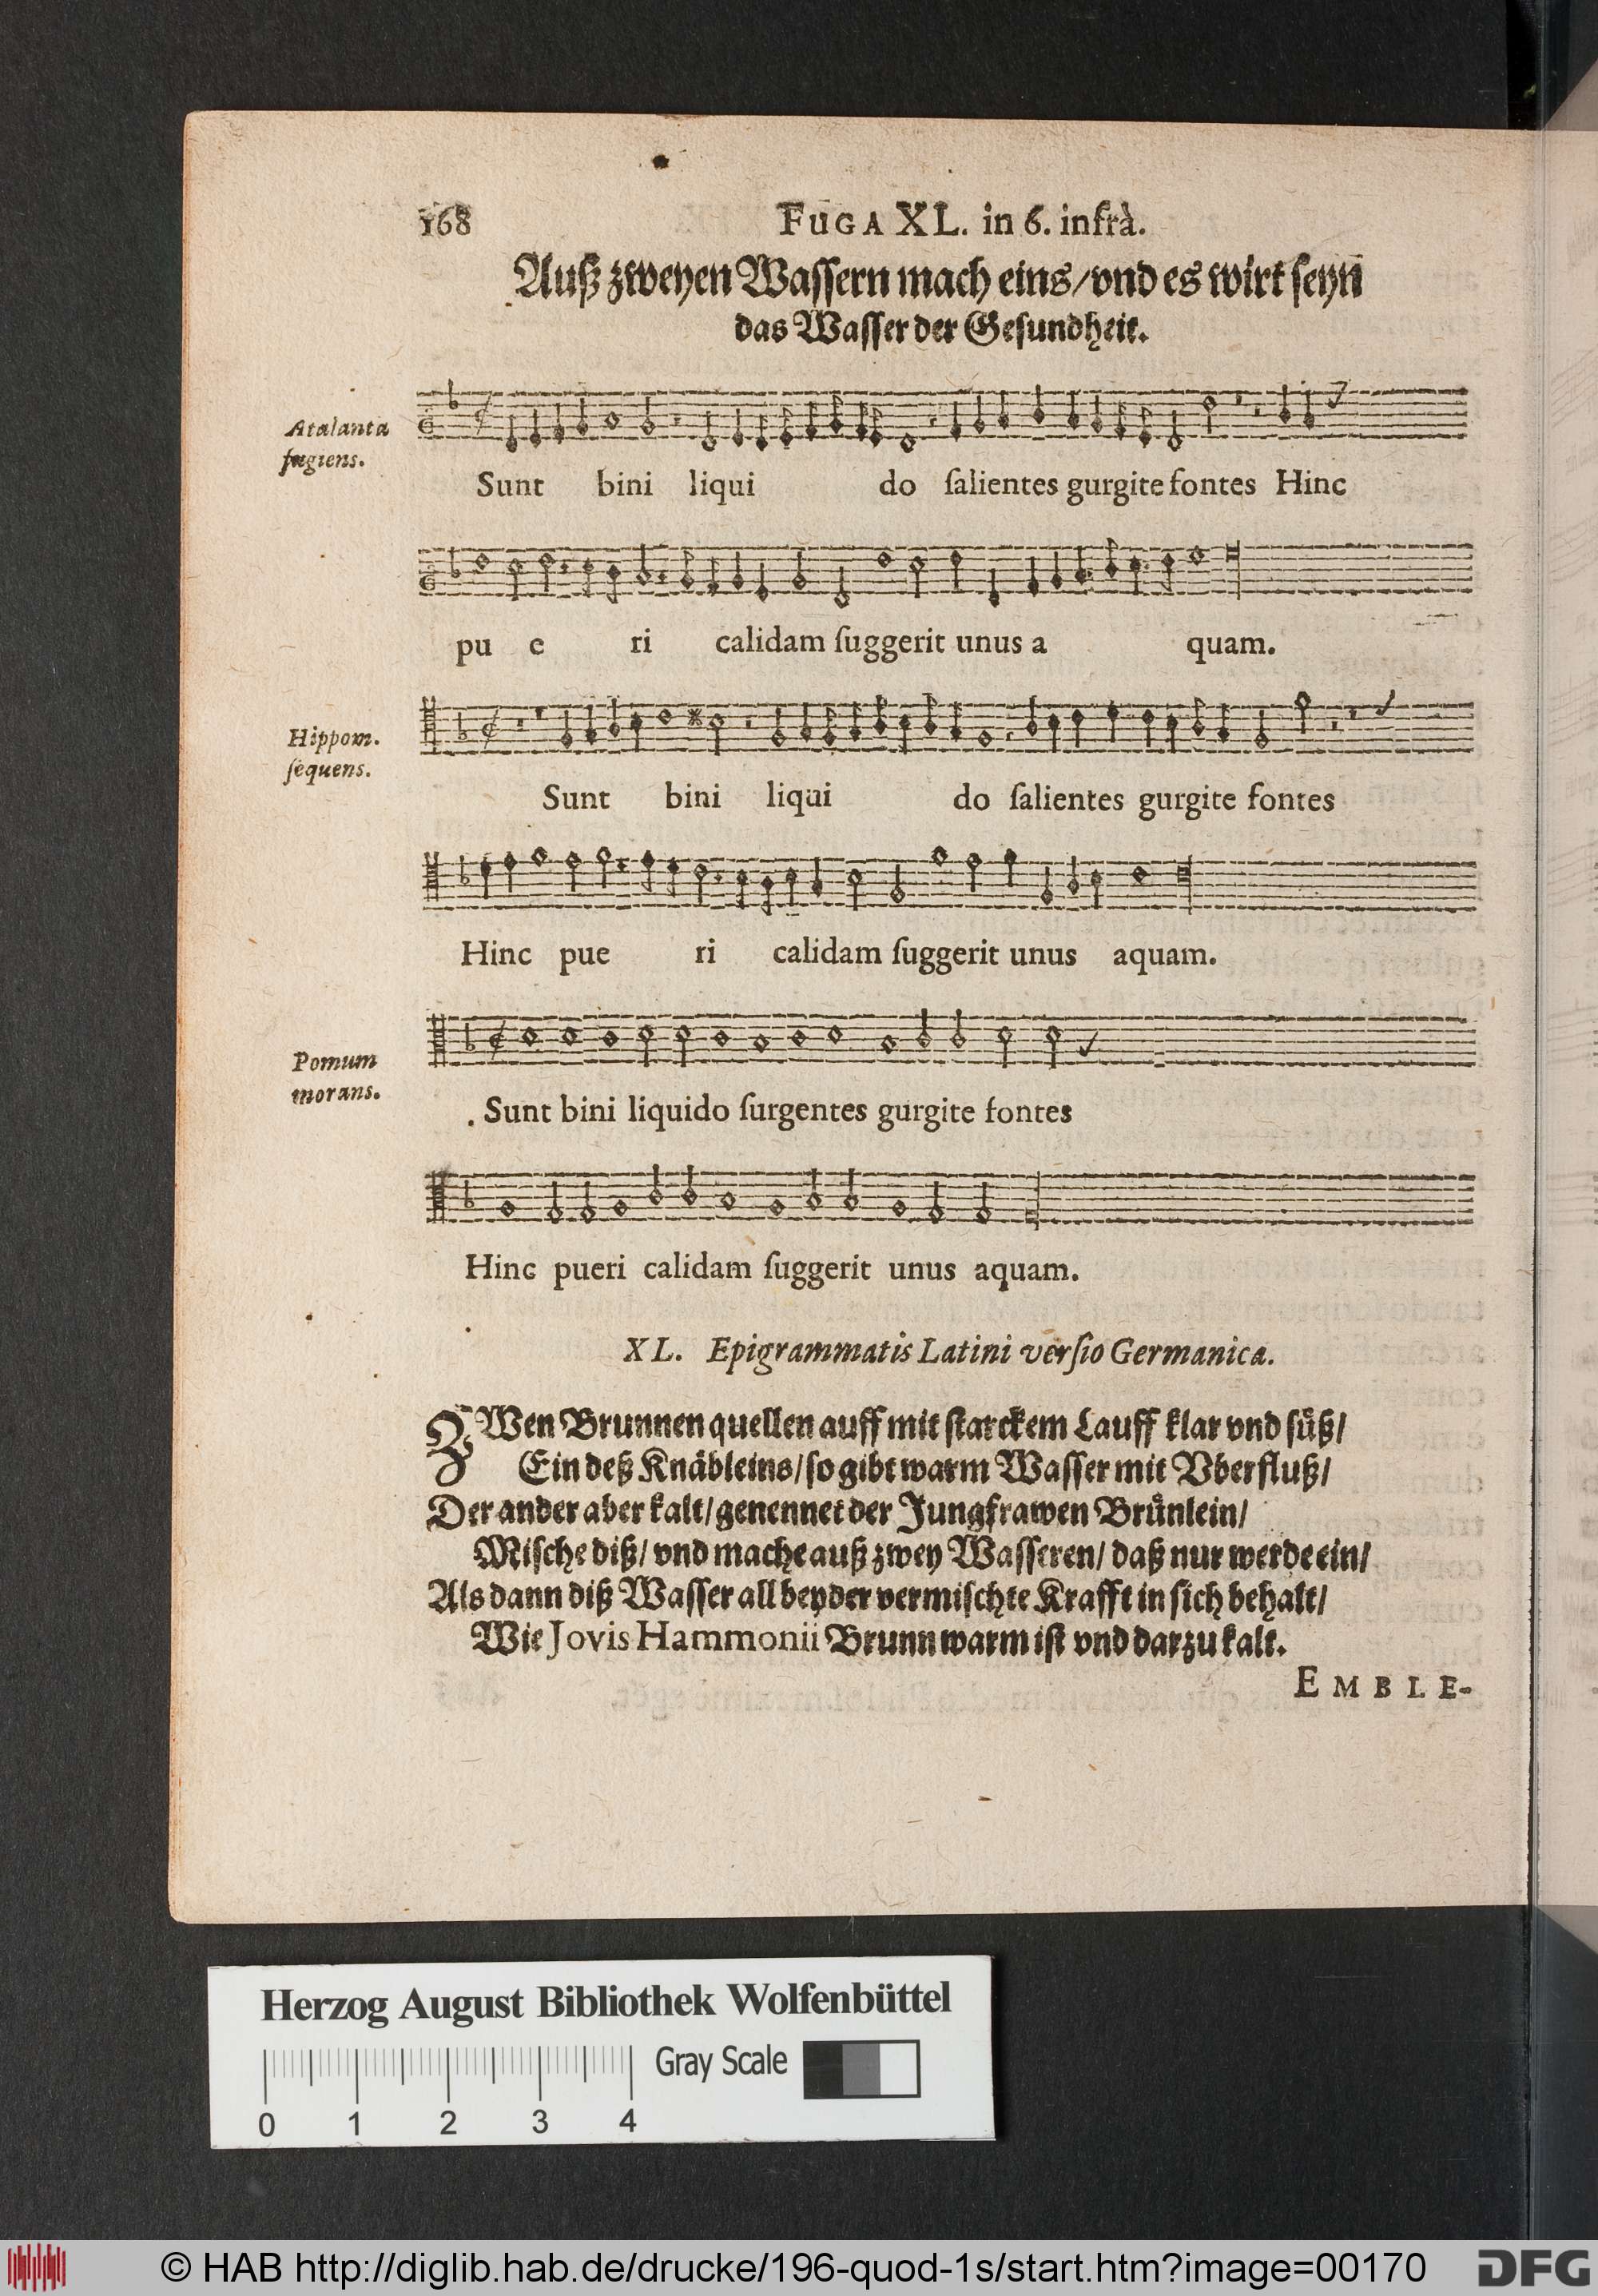 168 FUGA XL. in 6. infrà.
Auß zweyen Wassern mach eins/vnd es wirt seyn
das Wasser der Gesundheit.
Atalanta
fugiens.
Sunt bini liqui do ſalientes gurgite fontes Hinc
pu e ri calidam ſuggerit unus a quam.
Hippom.
ſequens.
Sunt bini liqui do ſalientes gurgite fontes
Hinc pue ri calidam ſuggerit unus aquam.
Pomum
morans.
Sunt bini liquido ſurgentes gurgite fontes
Hinc pueri calidam ſuggerit unus aquam.
XL. Epigrammatis Latini verſio Germanica.
ZWen Brunnen quellen auff mit starckem Lauff klar vnd süß/
Ein deß Knäbleins/ so gibt warm Wasser mit Vberfluß/
Der ander aber kalt/ genennet der Jungfrawen Brünlein/
Mische diß/ vnd mache auß zwey Wasseren/ daß nur werde ein/
Als dann diß Wasser all beyder vermischte Krafft in sich behalt/
Wie Jovis Hammonii Brunn warm ist vnd darzu kalt.
EMBLE-
Herzog August Bibliothek Wolfenbüttel
Gray Scale
0 1 2 3 4
© HAB http://diglib.hab.de/drucke/196-quod-1s/start.htm?image=00170 DFG